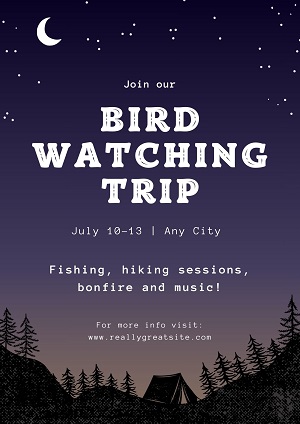 Join our
BIRD
WATCHING
TRIP
July 10-13 | Any City
Fishing, hiking sessions,
bonfire and music!
For more info visit:
www.reallygreatsite.com